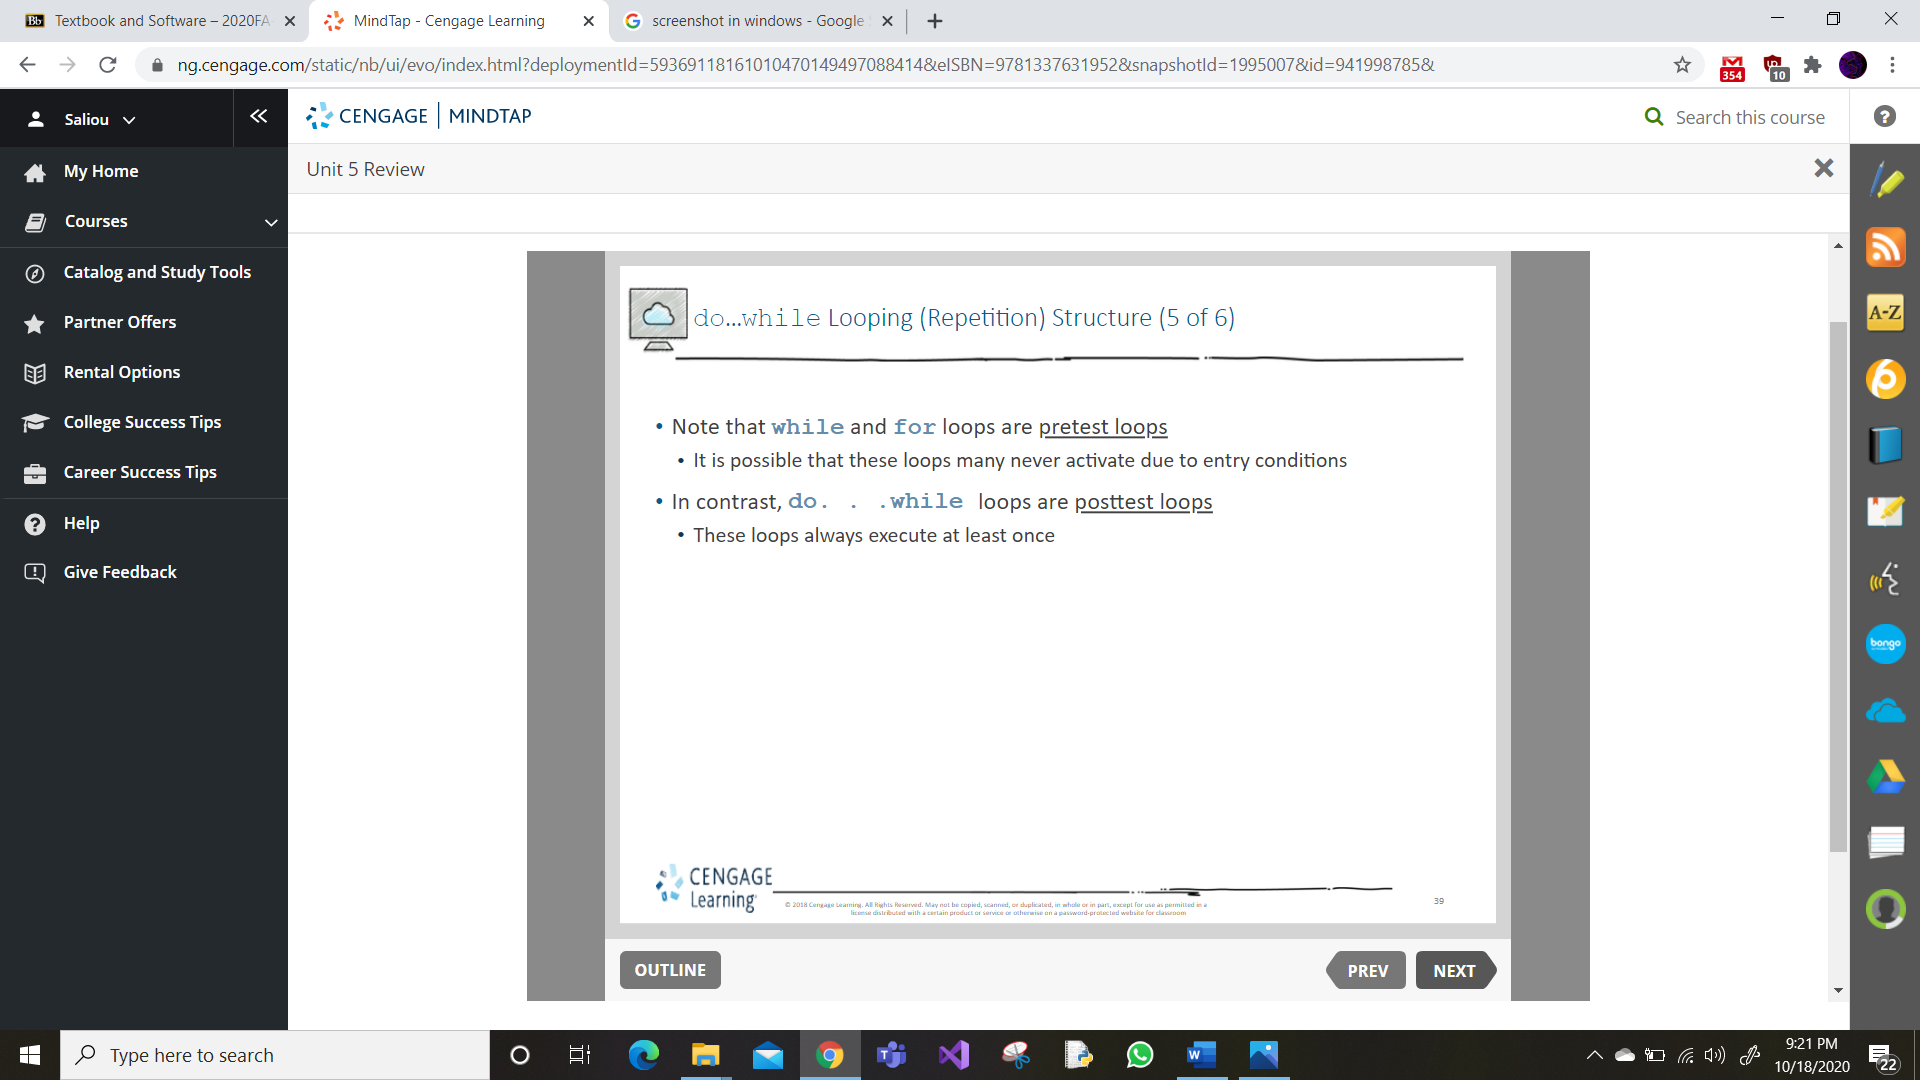 Bb Textbook and Software – 2020FA
MindTap - Cengage Learning
screenshot in windows - Google
ng.cengage.com/static/nb/ui/evo/index.html?deploymentId=59369118161010470149497088414&eISBN=9781337631952&snapshotId=1995007&id=941998785&
354
10
Saliou
CENGAGE | MINDTAP
Search this course
Unit 5 Review
My Home
Courses
Catalog and Study Tools
Partner Offers
Rental Options
College Success Tips
Career Success Tips
Help
Give Feedback
do…while Looping (Repetition) Structure (5 of 6)
• Note that while and for loops are pretest loops
• It is possible that these loops many never activate due to entry conditions
• In contrast, do. . .while loops are posttest loops
• These loops always execute at least once
CENGAGE
Learning
© 2018 Cengage Learning. All Rights Reserved. May not be copied, scanned, or duplicated, in whole or in part, except for use as permitted in a
license distributed with a certain product or service or otherwise on a password-protected website for classroom
39
OUTLINE
PREV
NEXT
A-Z
bongo
Type here to search
9:21 PM
10/18/2020
22